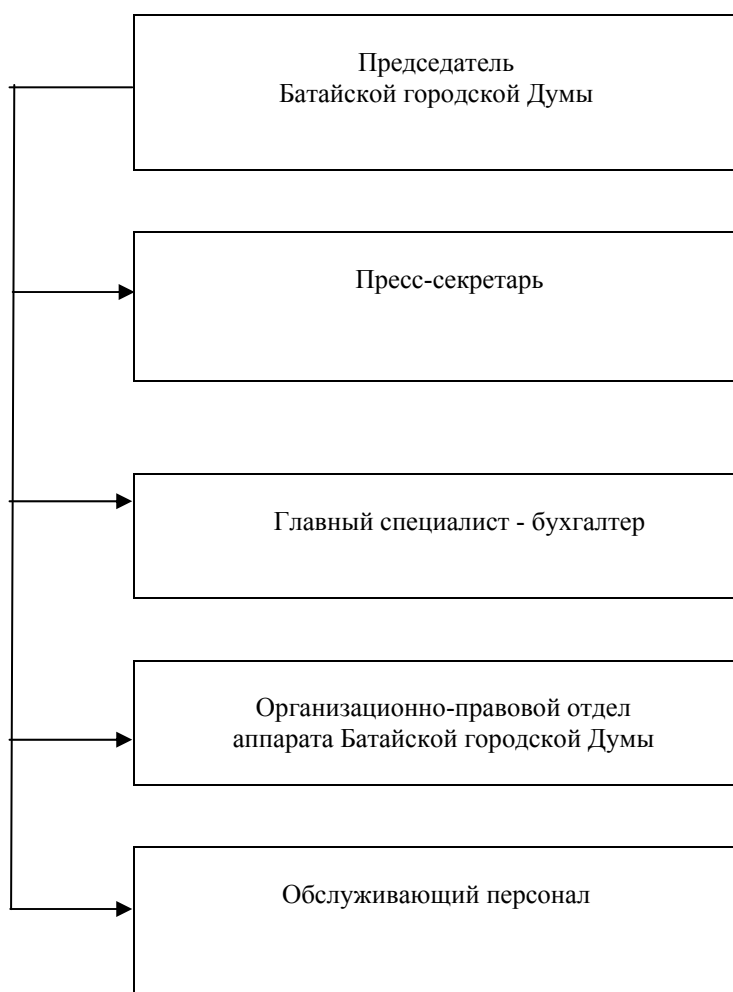 Председатель
Батайской городской Думы
Пресс-секретарь
Главный специалист - бухгалтер
Организационно-правовой отдел
аппарата Батайской городской Думы
Обслуживающий персонал